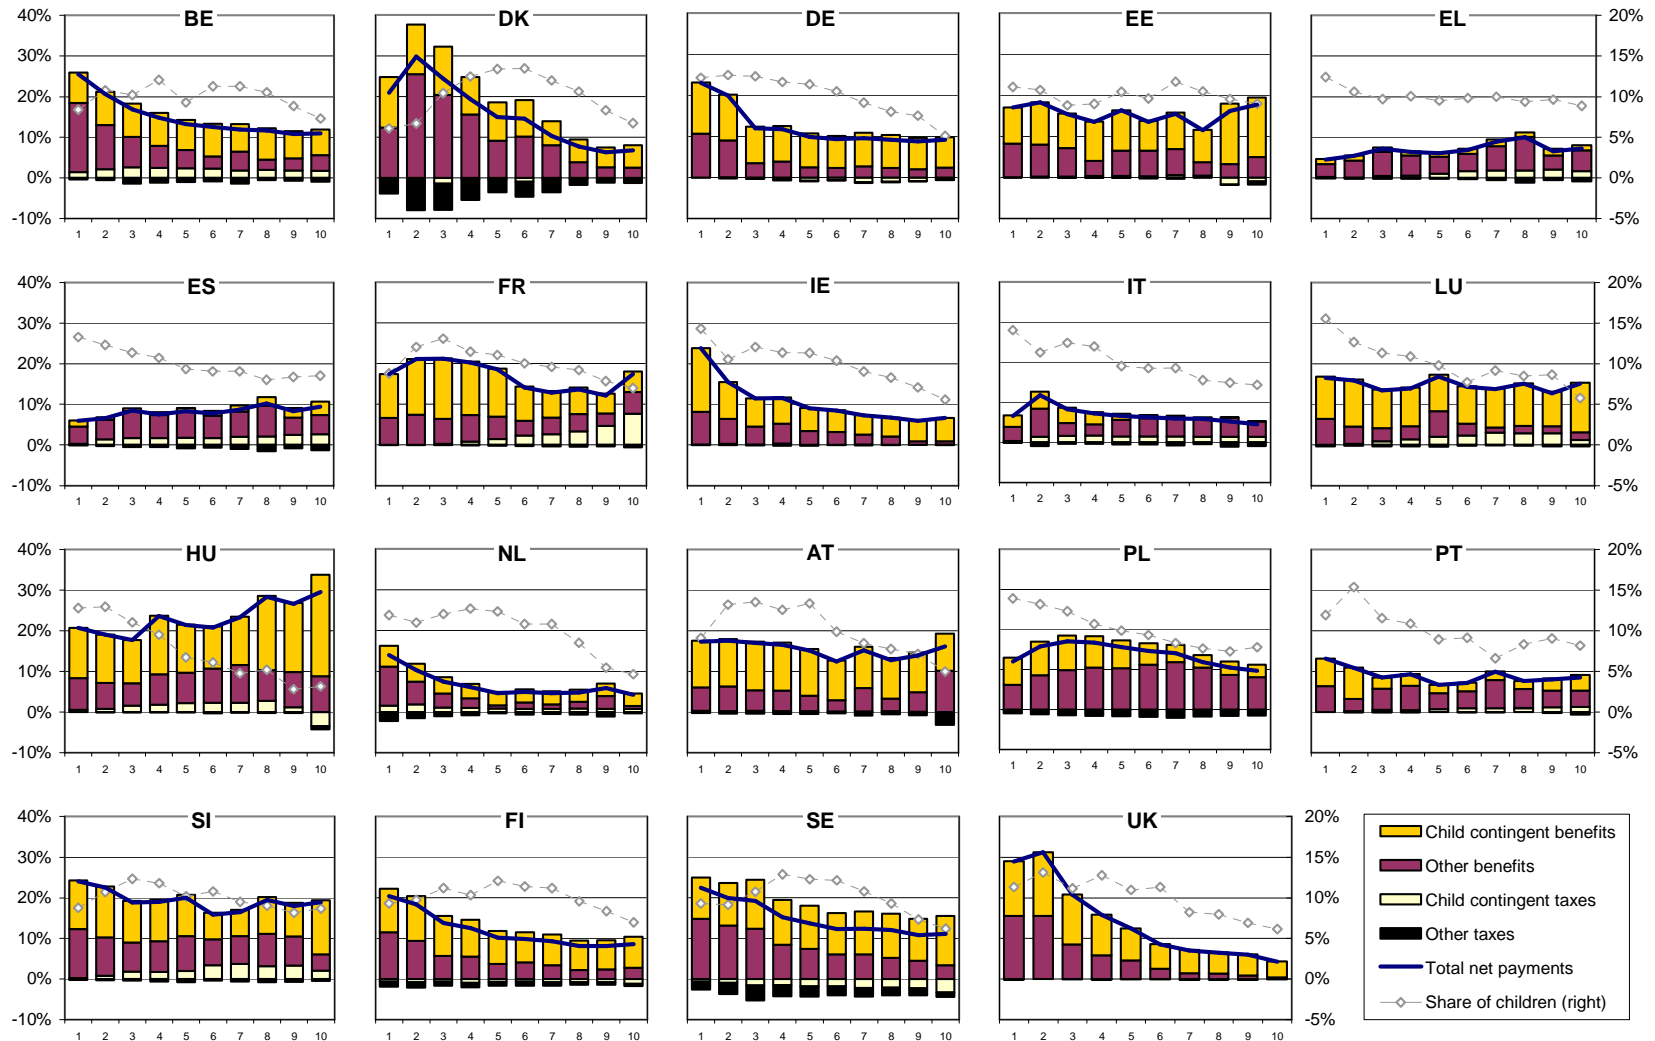 BE DK DE EE EL
40% 20%
30% 15%
20% 10%
10% 5%
0% 0%
-10% -5%
1 2 3 4 5 6 7 8 9 10 1 2 3 4 5 6 7 8 9 10 1 2 3 4 5 6 7 8 9 10 1 2 3 4 5 6 7 8 9 10 1 2 3 4 5 6 7 8 9 10
ES FR IE IT LU
40% 20%
30% 15%
20% 10%
10% 5%
0% 0%
-10% -5%
1 2 3 4 5 6 7 8 9 10 1 2 3 4 5 6 7 8 9 10 1 2 3 4 5 6 7 8 9 10 1 2 3 4 5 6 7 8 9 10 1 2 3 4 5 6 7 8 9 10
HU NL AT PL PT
40% 20%
30% 15%
20% 10%
10% 5%
0% 0%
-10% -5%
1 2 3 4 5 6 7 8 9 10 1 2 3 4 5 6 7 8 9 10 1 2 3 4 5 6 7 8 9 10 1 2 3 4 5 6 7 8 9 10 1 2 3 4 5 6 7 8 9 10
SI FI SE UK
40% 20%
30% 15%
20% 10%
10% 5%
0% 0%
-10% -5%
1 2 3 4 5 6 7 8 9 10 1 2 3 4 5 6 7 8 9 10 1 2 3 4 5 6 7 8 9 10 1 2 3 4 5 6 7 8 9 10
Child contingent benefits
Other benefits
Child contingent taxes
Other taxes
Total net payments
Share of children (right)